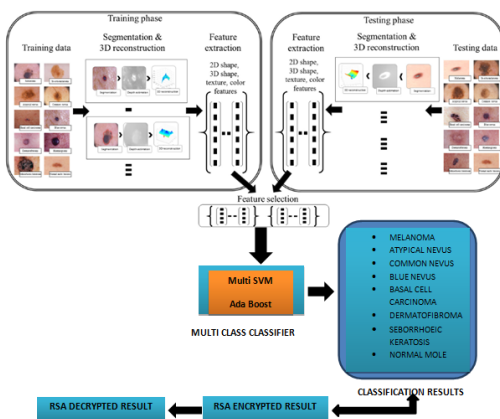 Training phase
Training data
Segmentation
& 3D reconstruction
Feature
extraction
2D shape,
3D shape,
texture, color
features
Testing phase
Feature
extraction
Segmentation &
3D reconstruction
Testing data
2D shape,
3D shape,
texture, color
features
Feature selection
Multi SVM
Ada Boost
MULTI CLASS CLASSIFIER
• MELANOMA
• ATYPICAL NEVUS
• COMMON NEVUS
• BLUE NEVUS
• BASAL CELL
CARCINOMA
• DERMATOFIBROMA
• SEBORRHOEIC
KERATOSIS
• NORMAL MOLE
CLASSIFICATION RESULTS
RSA DECRYPTED RESULT
RSA ENCRYPTED RESULT